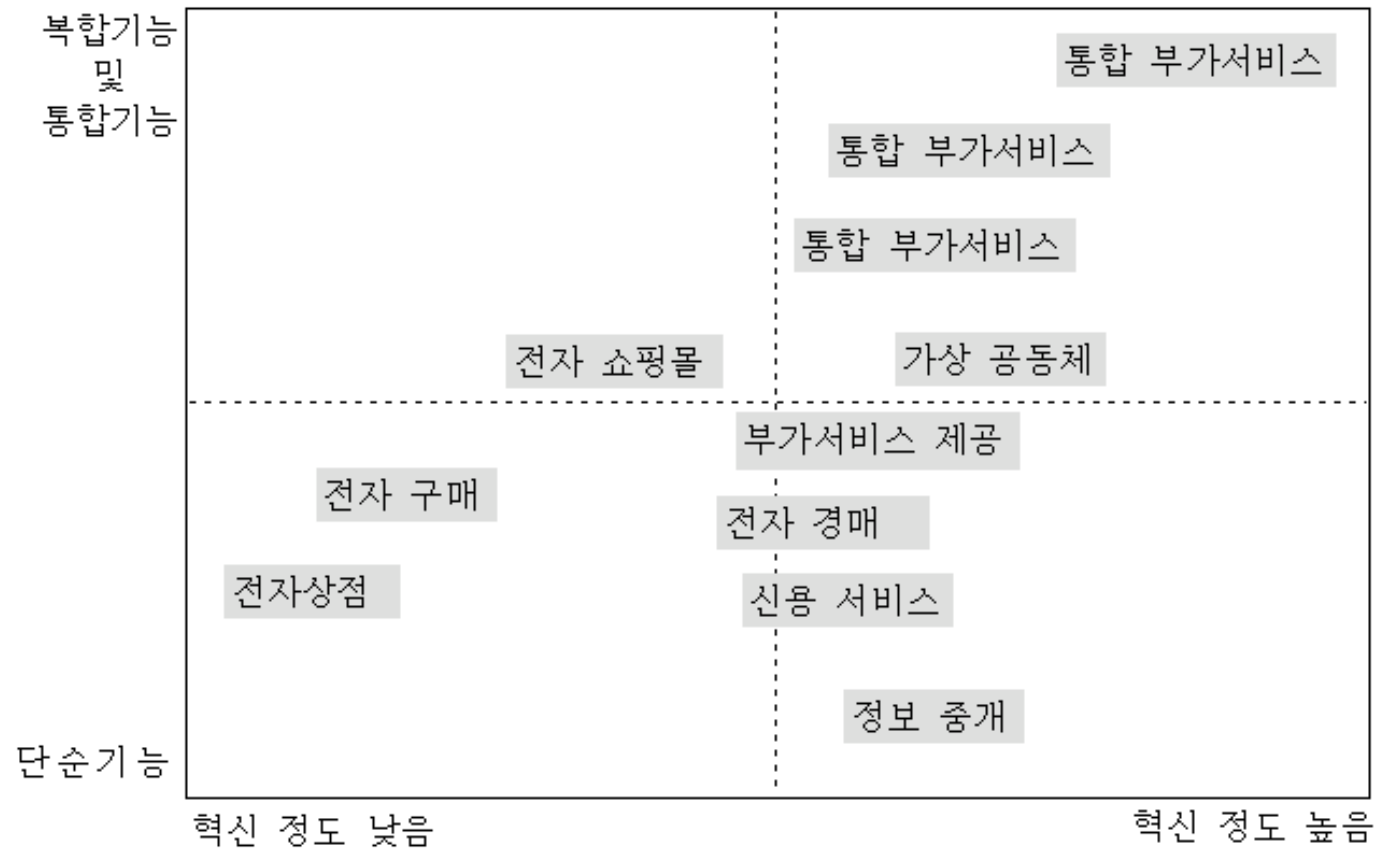 복합기능
및
통합기능
통합 부가서비스
통합 부가서비스
통합 부가서비스
전자 쇼핑몰
가상 공동체
부가서비스 제공
전자 구매
전자 경매
전자상점
신용 서비스
정보 중개
단순기능
혁신 정도 낮음
혁신 정도 높음